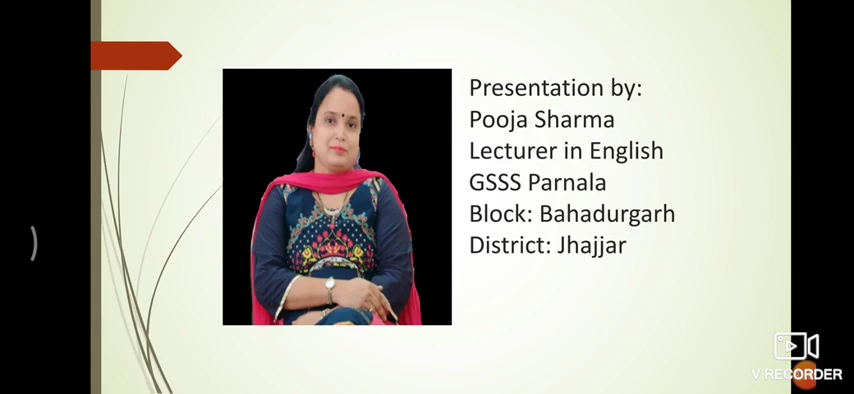 Presentation by:
Pooja Sharma
Lecturer in English
GSSS Parnala
Block: Bahadurgarh
District: Jhajjar
V RECORDER